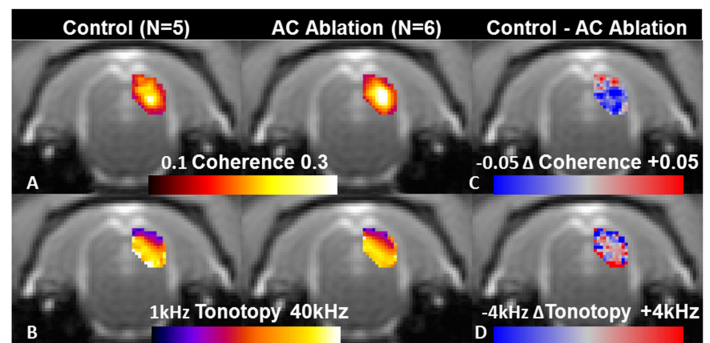 Control (N=5) AC Ablation (N=6) Control - AC Ablation
0.1 Coherence 0.3 -0.05 Δ Coherence +0.05
A C
1kHz Tonotopy 40kHz -4kHz ΔTonotopy +4kHz
B D